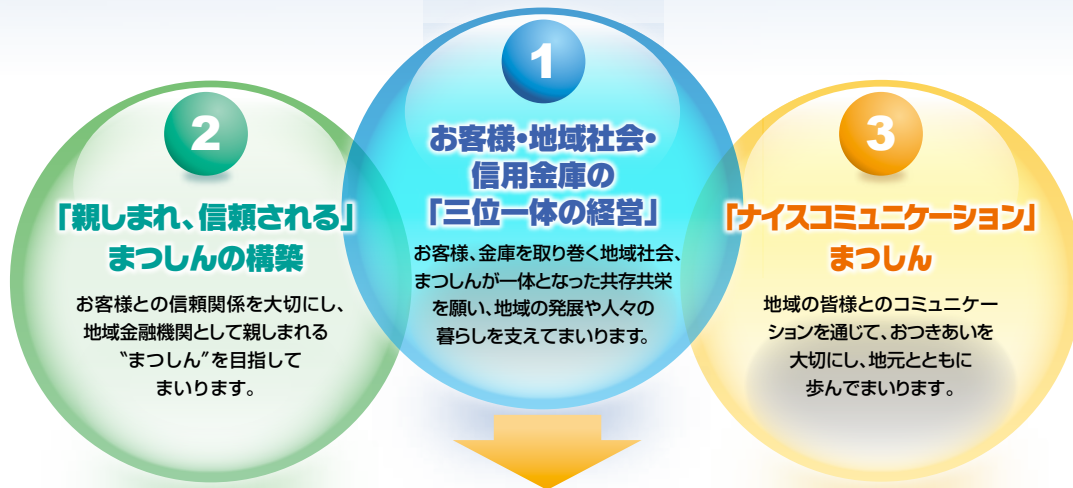 1
お客様・地域社会・
信用金庫の
「三位一体の経営」
お客様、金庫を取り巻く地域社会、
まつしんが一体となった共存共栄
を願い、地域の発展や人々の
暮らしを支えてまいります。
2
「親しまれ、信頼される」
まつしんの構築
お客様との信頼関係を大切にし、
地域金融機関として親しまれる
〝まつしん〟を目指して
まいります。
3
「ナイスコミュニケーション」
まつしん
地域の皆様とのコミュニケー
ションを通じて、おつきあいを
大切にし、地元とともに
歩んでまいります。